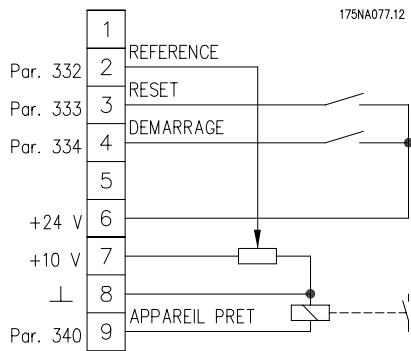 175NA077.12
1
REFERENCE
Par. 332 2
RESET
Par. 333 3
DEMARRAGE
Par. 334 4
5
+24 V 6
+10 V 7
8
APPAREIL PRET
Par. 340 9